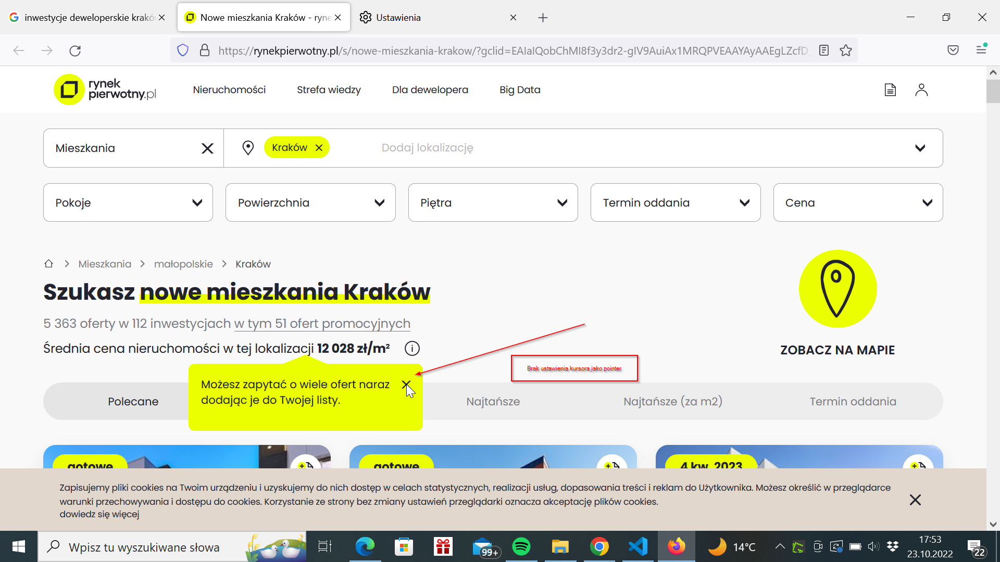 inwestycje deweloperskie krakó
Nowe mieszkania Kraków - ryne
Ustawienia
https://rynekpierwotny.pl/s/nowe-mieszkania-krakow/?gclid=EAIaIQobChMI8f3y3dr2-gIV9AuiAx1MRQPVEAAYAyAAEgLZcfD_
rynek
pierwotny.pl
Nieruchomości
Strefa wiedzy
Dla dewelopera
Big Data
Mieszkania
Kraków
Dodaj lokalizację
Pokoje
Powierzchnia
Piętra
Termin oddania
Cena
Mieszkania
małopolskie
Kraków
Szukasz nowe mieszkania Kraków
5 363 oferty w 112 inwestycjach w tym 51 ofert promocyjnych
Średnia cena nieruchomości w tej lokalizacji 12 028 zł/m²
ZOBACZ NA MAPIE
Brak ustawienia kursora jako pointer
Możesz zapytać o wiele ofert naraz
dodając je do Twojej listy.
Polecane
Najtańsze
Najtańsze (za m2)
Termin oddania
gotowe
gotowe
4 kw. 2023
Zapisujemy pliki cookies na Twoim urządzeniu i uzyskujemy do nich dostęp w celach statystycznych, realizacji usług, dopasowania treści i reklam do Użytkownika. Możesz określić w przeglądarce
warunki przechowywania i dostępu do cookies. Korzystanie ze strony bez zmiany ustawień przeglądarki oznacza akceptację plików cookies.
dowiedz się więcej
Wpisz tu wyszukiwane słowa
99+
14°C
17:53
23.10.2022
22